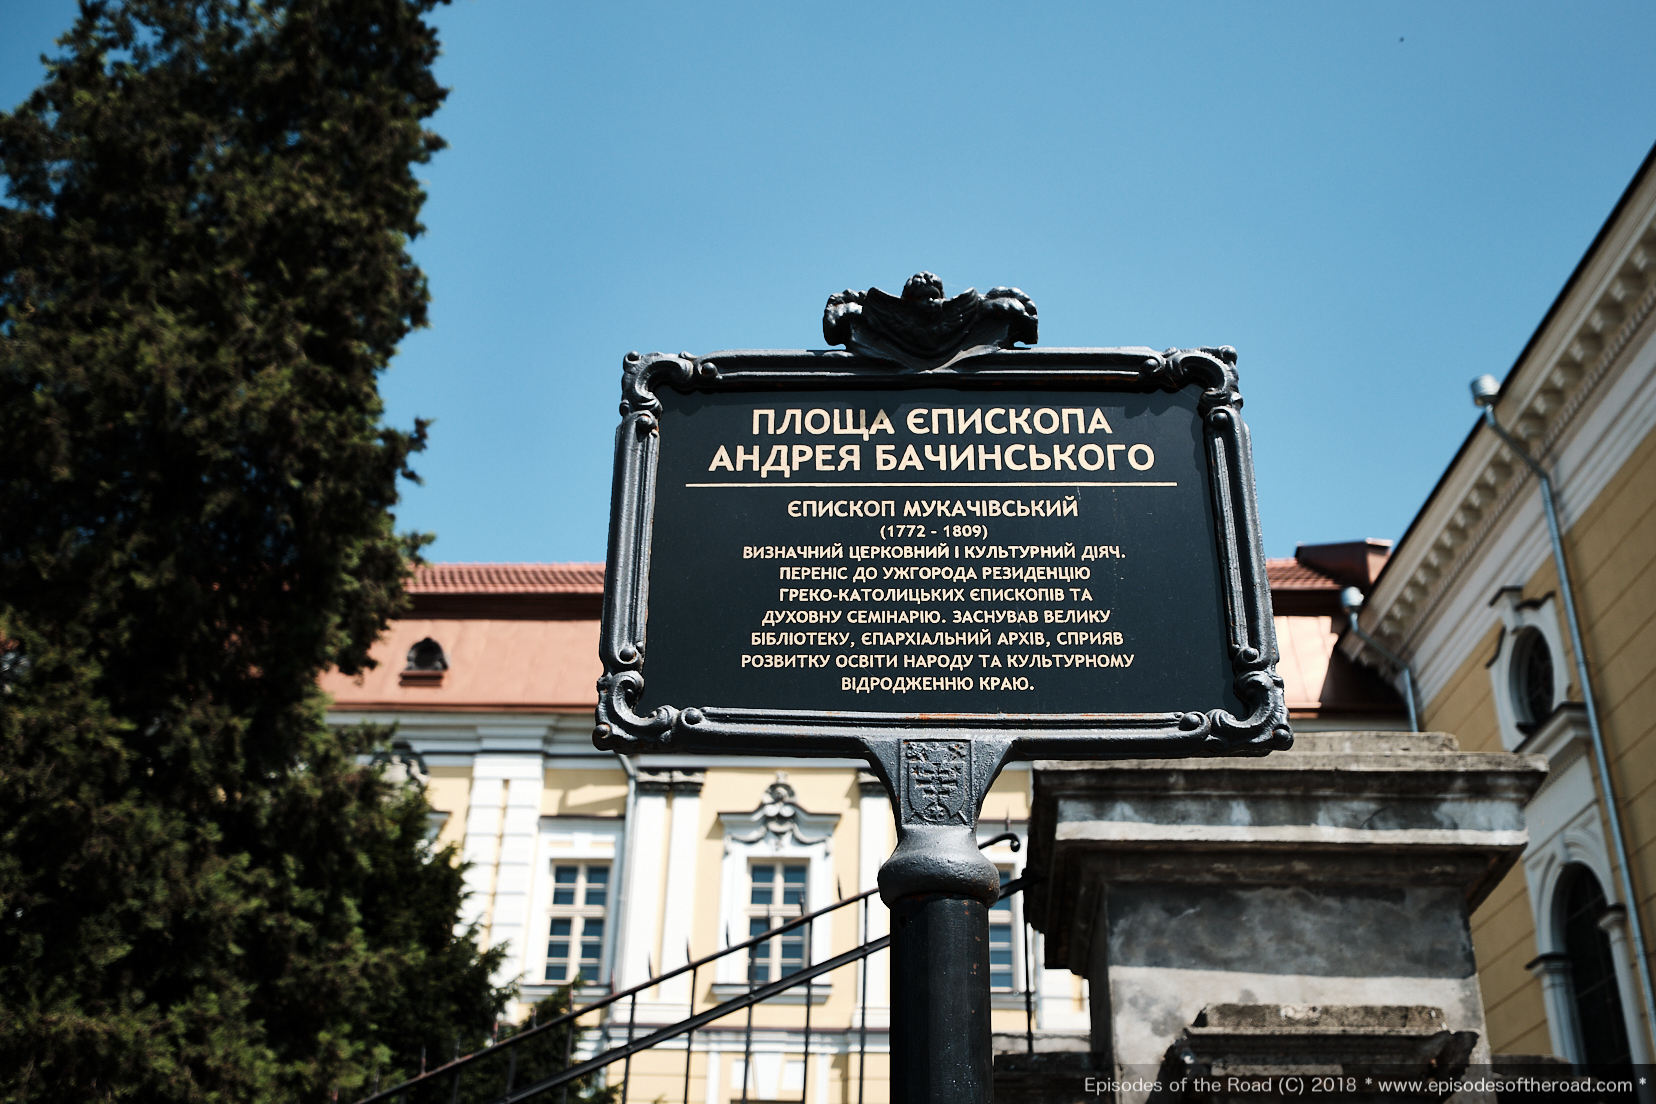 ПЛОЩА ЄПИСКОПА
АНДРЕЯ БАЧИНСЬКОГО
ЄПИСКОП МУКАЧІВСЬКИЙ
(1772 - 1809)
ВИЗНАЧНИЙ ЦЕРКОВНИЙ І КУЛЬТУРНИЙ ДІЯЧ.
ПЕРЕНІС ДО УЖГОРОДА РЕЗИДЕНЦІЮ
ГРЕКО-КАТОЛИЦЬКИХ ЄПИСКОПІВ ТА
ДУХОВНУ СЕМІНАРІЮ. ЗАСНУВАВ ВЕЛИКУ
БІБЛІОТЕКУ, ЄПАРХІАЛЬНИЙ АРХІВ, СПРИЯВ
РОЗВИТКУ ОСВІТИ НАРОДУ ТА КУЛЬТУРНОМУ
ВІДРОДЖЕННЮ КРАЮ.
Episodes of the Road (C) 2018 * www.episodesoftheroad.com *